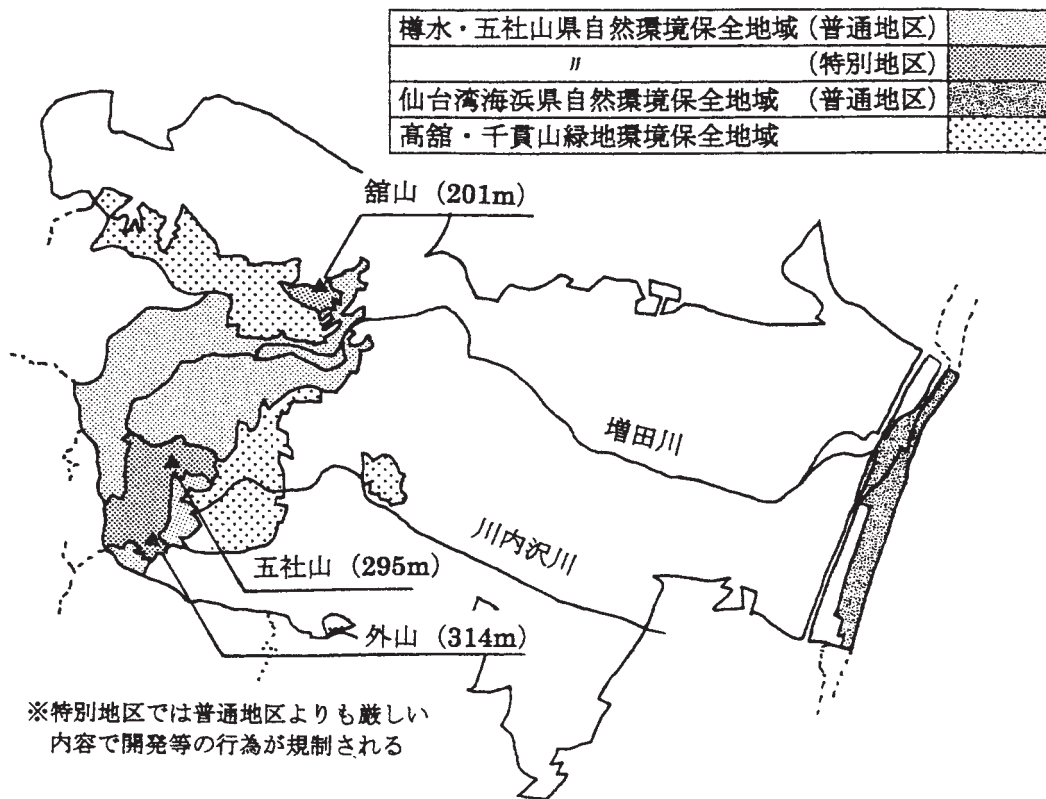 樽水・五社山県自然環境保全地域（普通地区）
〃（特別地区）
仙台湾海浜県自然環境保全地域（普通地区）
高舘・千貫山緑地環境保全地域
舘山（201m）
増田川
川内沢川
五社山（295m）
外山（314m）
※特別地区では普通地区よりも厳しい
内容で開発等の行為が規制される